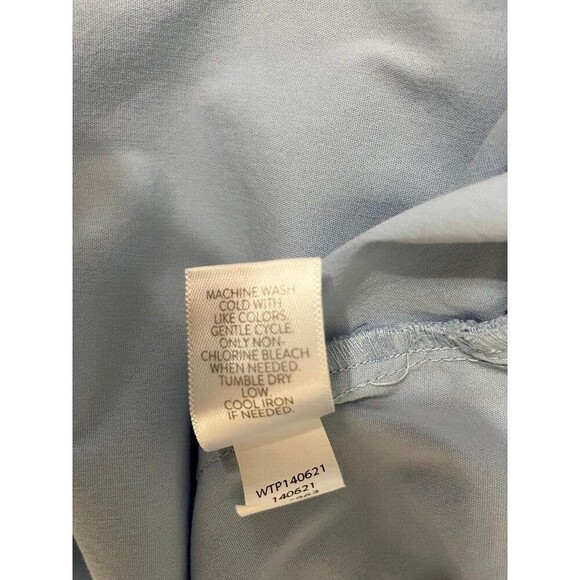 MACHINE WASH
COLD WITH
LIKE COLORS.
GENTLE CYCLE.
ONLY NON-
CHLORINE BLEACH
WHEN NEEDED.
TUMBLE DRY
LOW.
COOL IRON
IF NEEDED.
WTP140621
140621